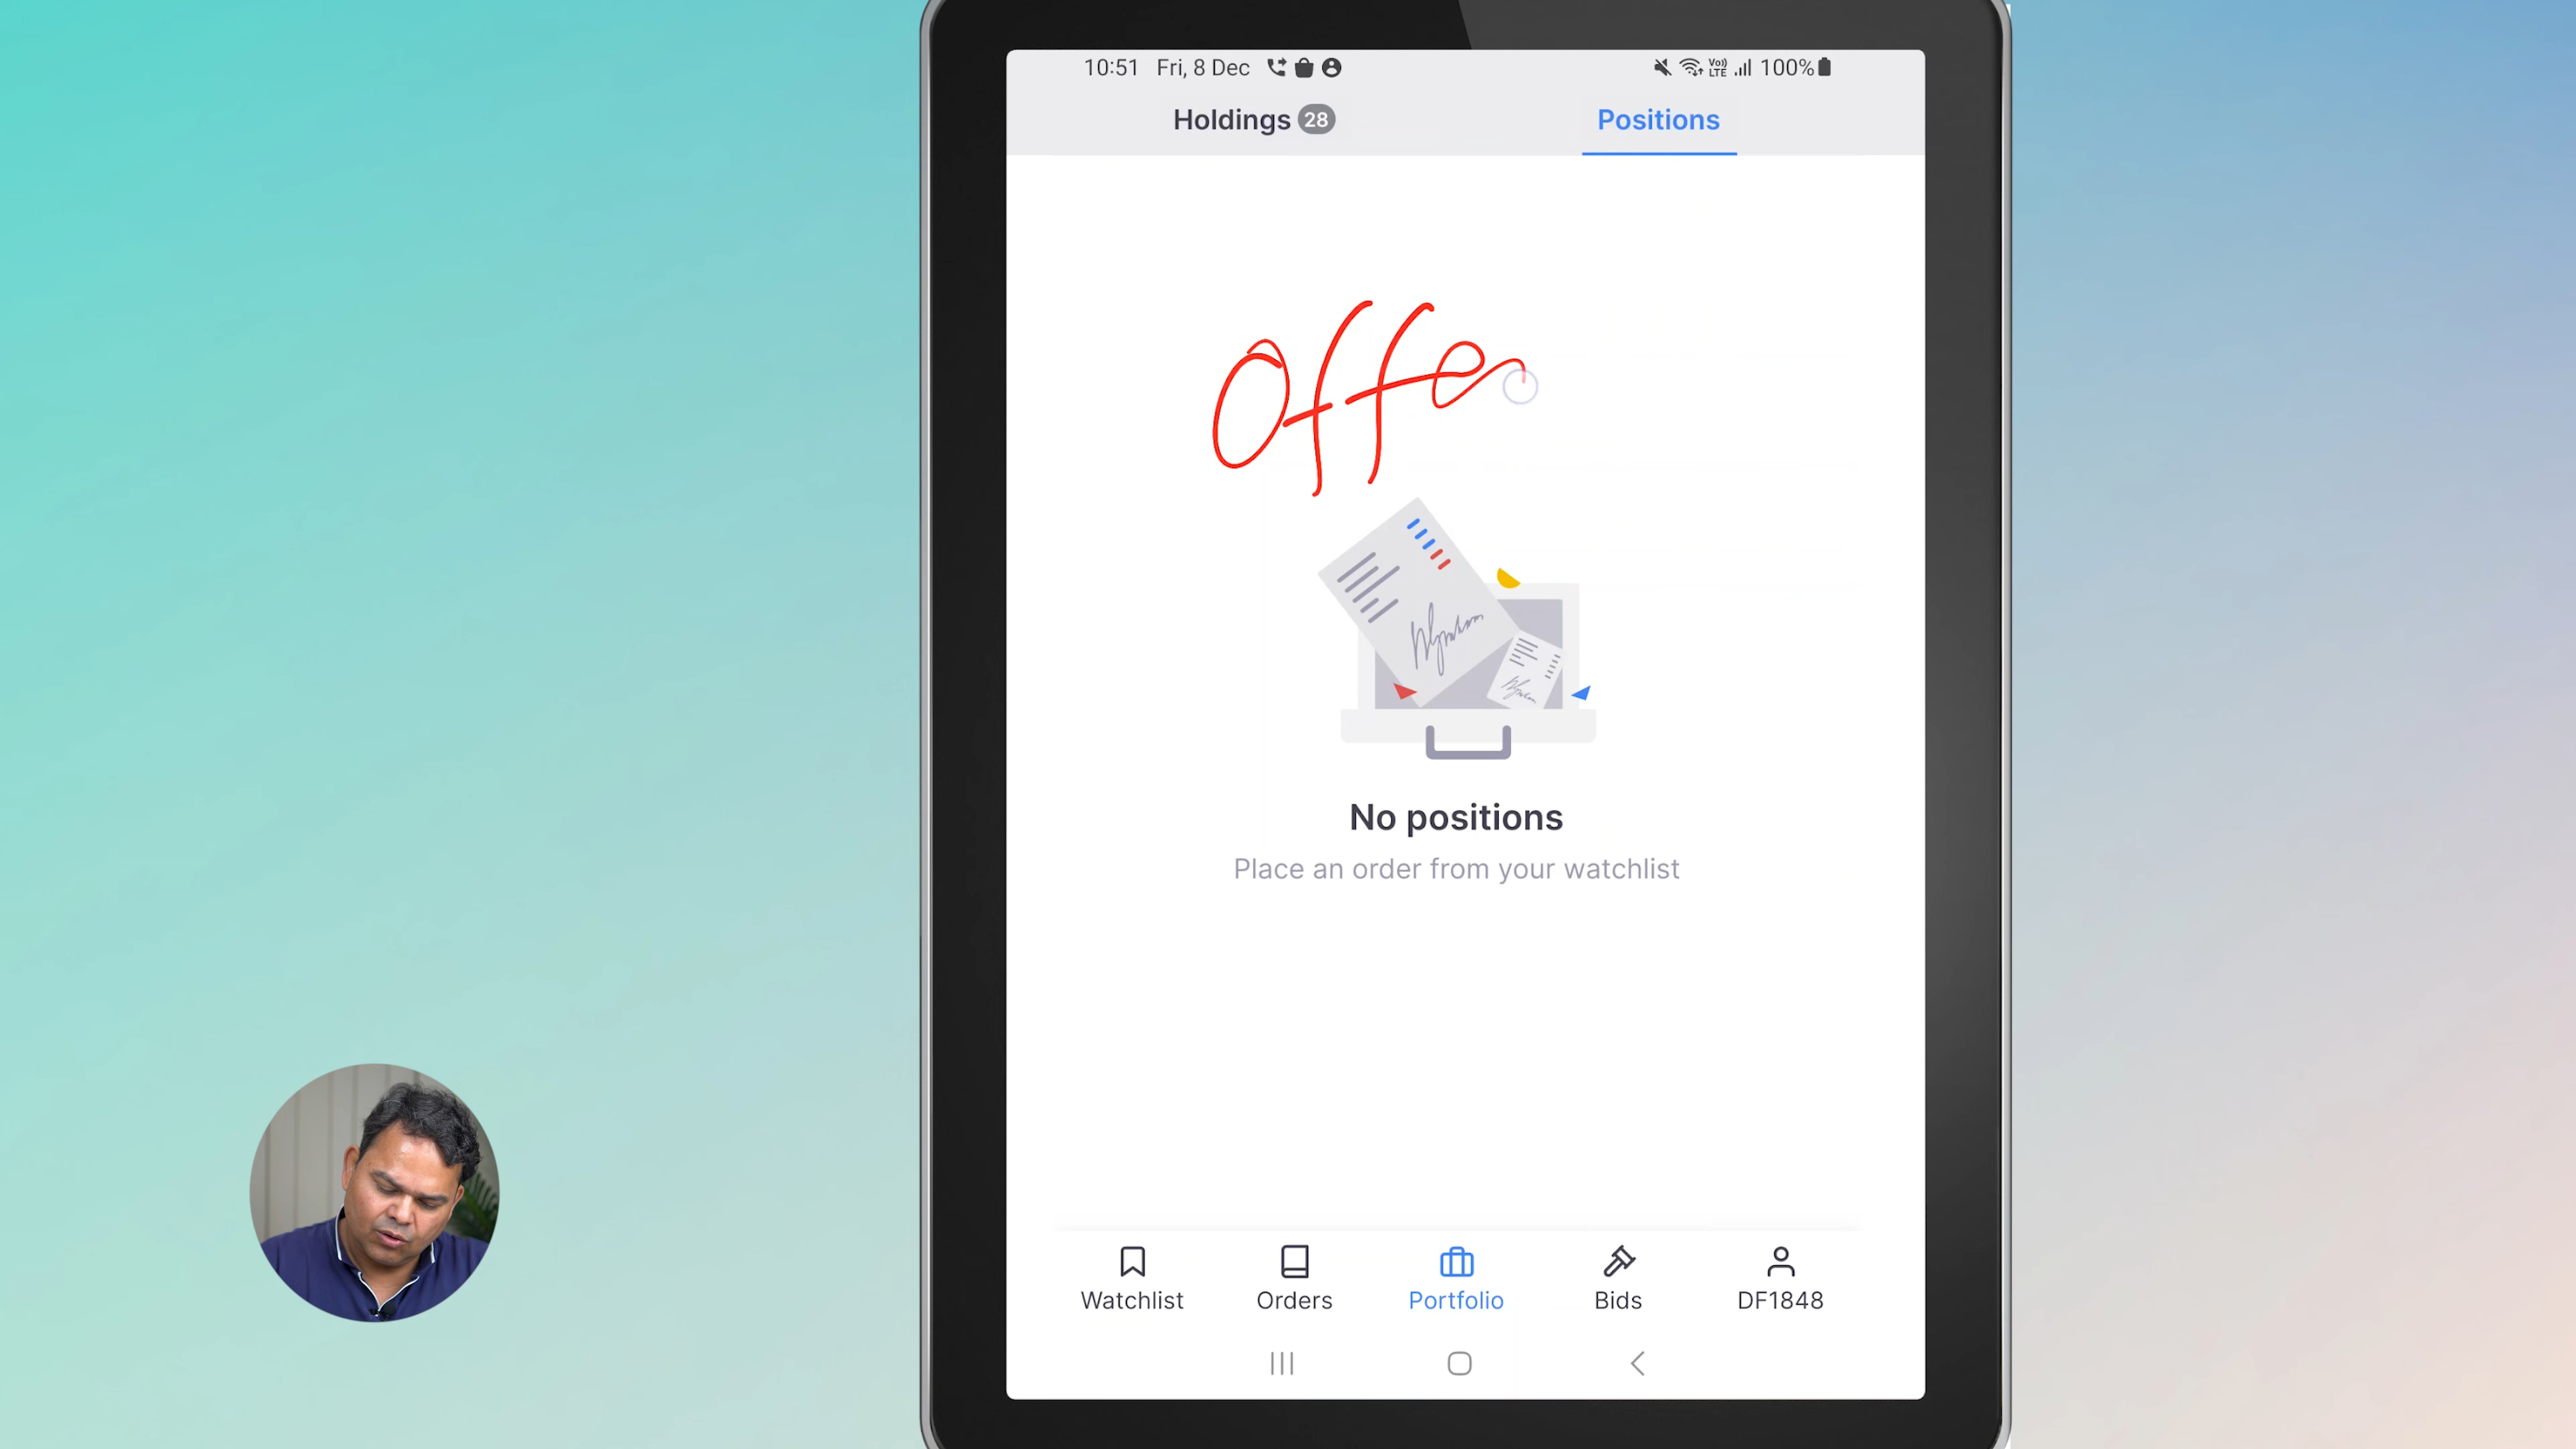 10:51 Fri, 8 Dec 100%
Holdings 28 Positions
Offer
No positions
Place an order from your watchlist
Watchlist Orders Portfolio Bids DF1848